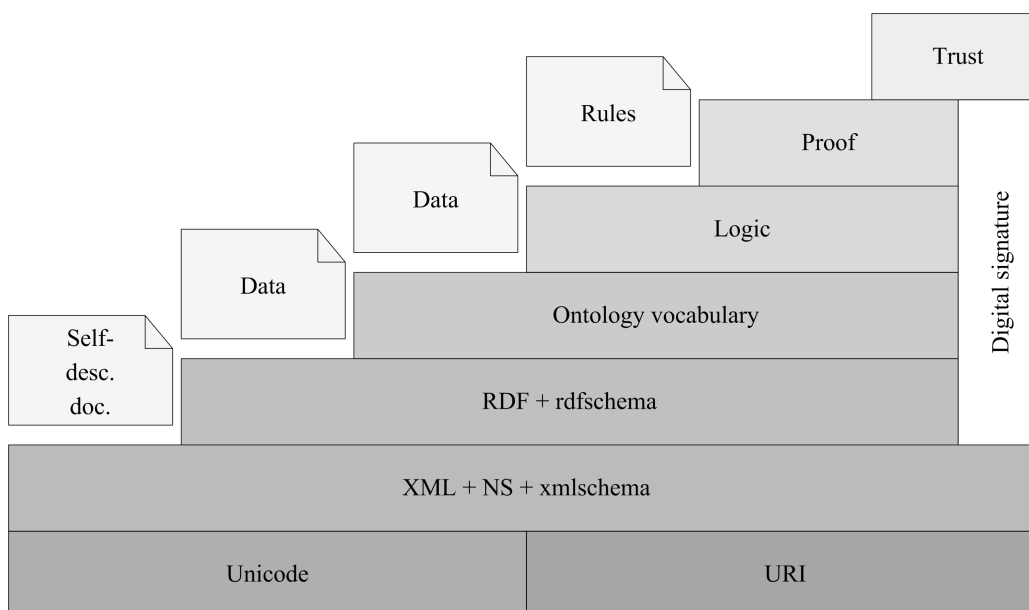 Trust
Rules
Proof
Data
Logic
Data
Ontology vocabulary
Digital signature
Self-
desc.
doc.
RDF + rdfschema
XML + NS + xmlschema
Unicode
URI